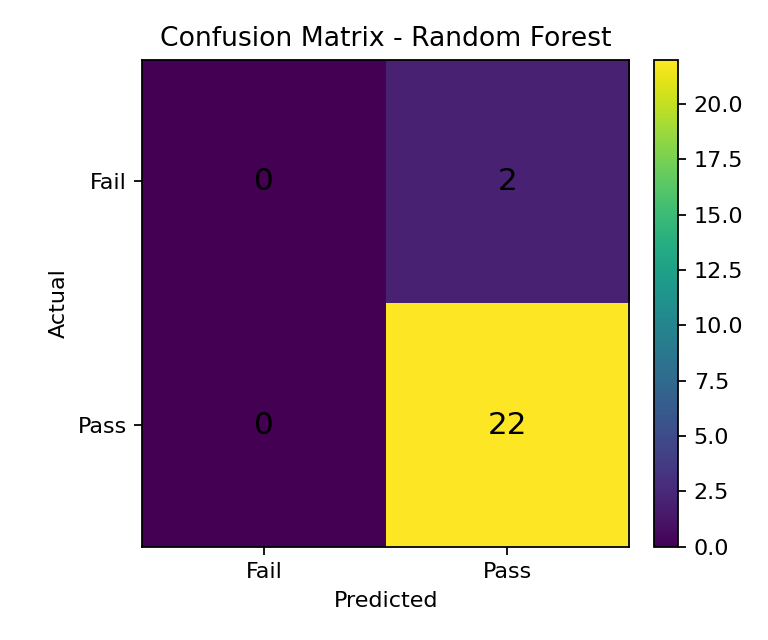 Confusion Matrix - Random Forest
Actual
Fail
Pass
0
2
0
22
Fail
Pass
Predicted
20.0
17.5
15.0
12.5
10.0
7.5
5.0
2.5
0.0